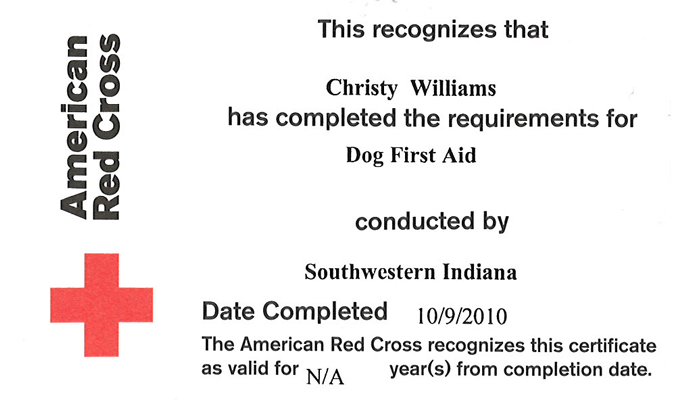 American
Red Cross
This recognizes that
Christy Williams
has completed the requirements for
Dog First Aid
conducted by
Southwestern Indiana
Date Completed 10/9/2010
The American Red Cross recognizes this certificate
as valid for N/A year(s) from completion date.